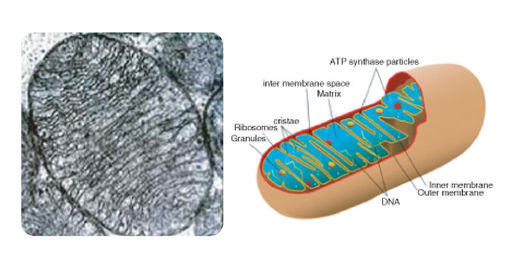 ATP synthase particles
inter membrane space
Matrix
cristae
Ribosomes
Granules
Inner membrane
Outer membrane
DNA